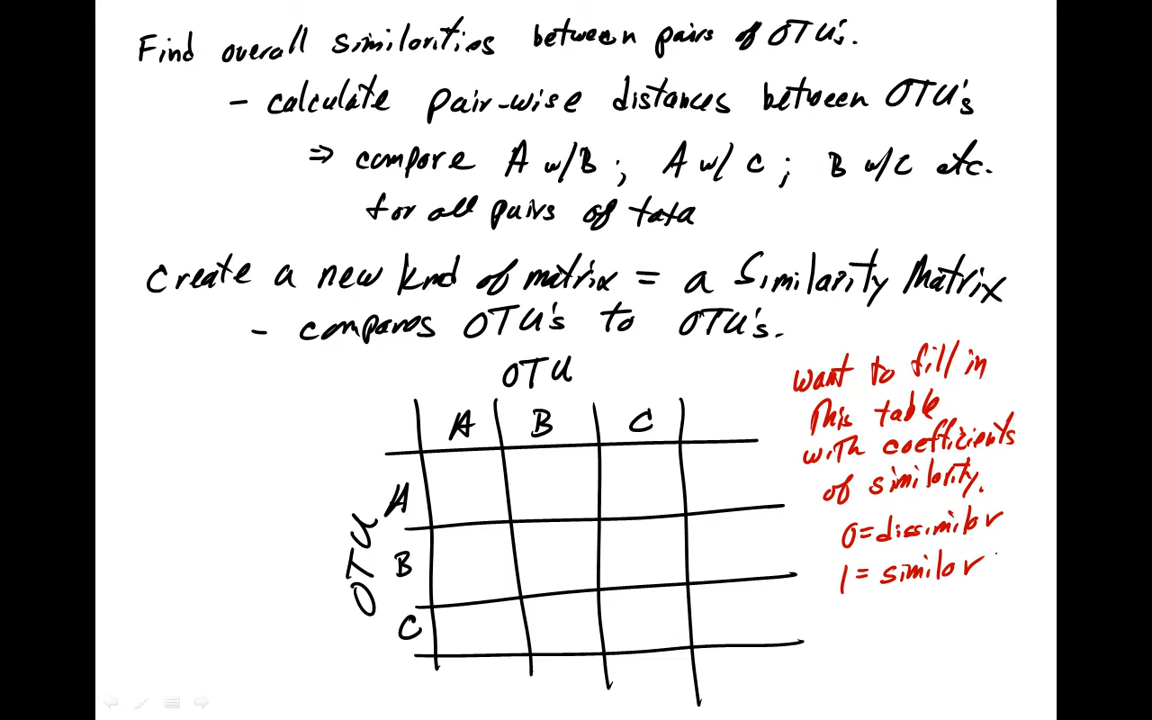 Find overall similarities between pairs of OTU's.
- calculate pair-wise distances between OTU's
⇒ compare A w/B ; A w/ C ; B w/C etc.
for all pairs of tata
Create a new knd of matrix = a Similarity Matrix
- compares OTU's to OTU's.
OTU
A B C
A
B
C
OTU
want to fill in
This table
with coefficients
of similarity.
0 = dissimilar
1 = similar